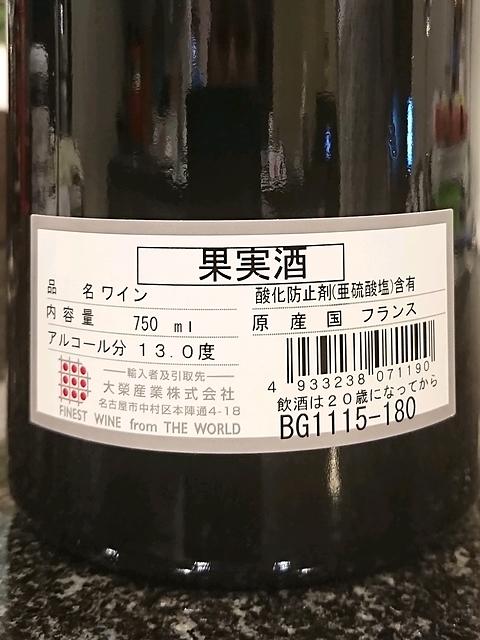 果実酒
品 名 ワイン
酸化防止剤(亜硫酸塩)含有
内容量 750 ml
原産国 フランス
アルコール分 13.0度
4 933238 071190
輸入者及引取先
大榮産業株式会社
名古屋市中村区本陣通4-18
FINEST WINE from THE WORLD
飲酒は20歳になってから
BG1115-180